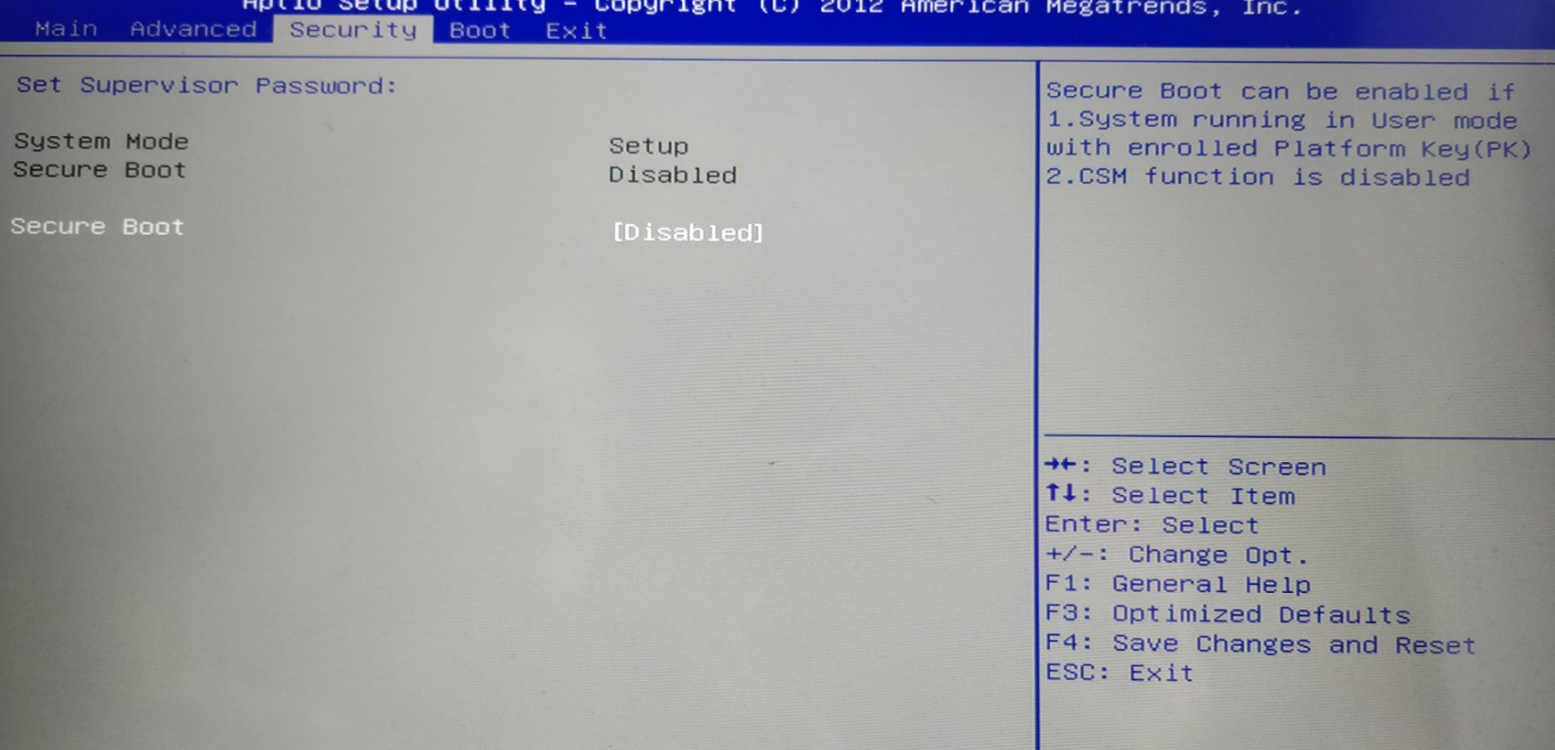 Aptio Setup Utility - Copyright (C) 2012 American Megatrends, Inc.
Main Advanced Security Boot Exit
Set Supervisor Password:
System Mode Setup
Secure Boot Disabled
Secure Boot [Disabled]
Secure Boot can be enabled if
1.System running in User mode
with enrolled Platform Key(PK)
2.CSM function is disabled
→←: Select Screen
↑↓: Select Item
Enter: Select
+/-: Change Opt.
F1: General Help
F3: Optimized Defaults
F4: Save Changes and Reset
ESC: Exit